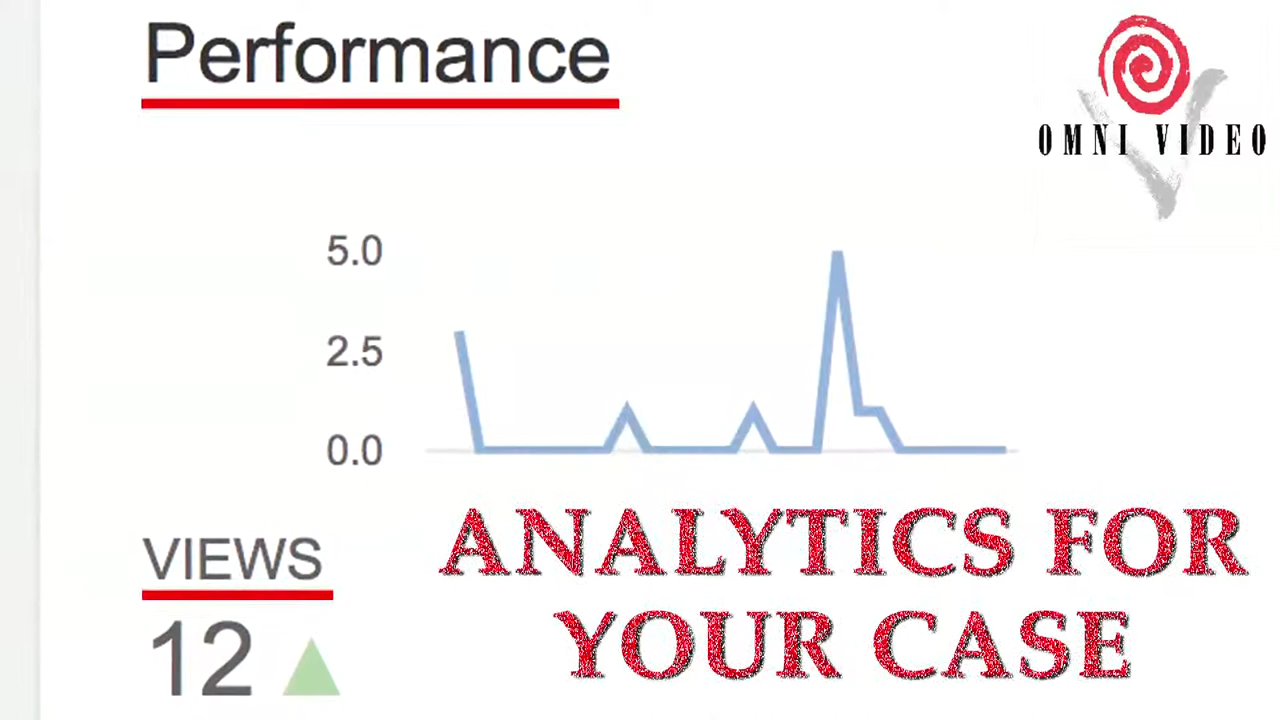 Performance
OMNI VIDEO
5.0
2.5
0.0
VIEWS
12
ANALYTICS FOR
YOUR CASE